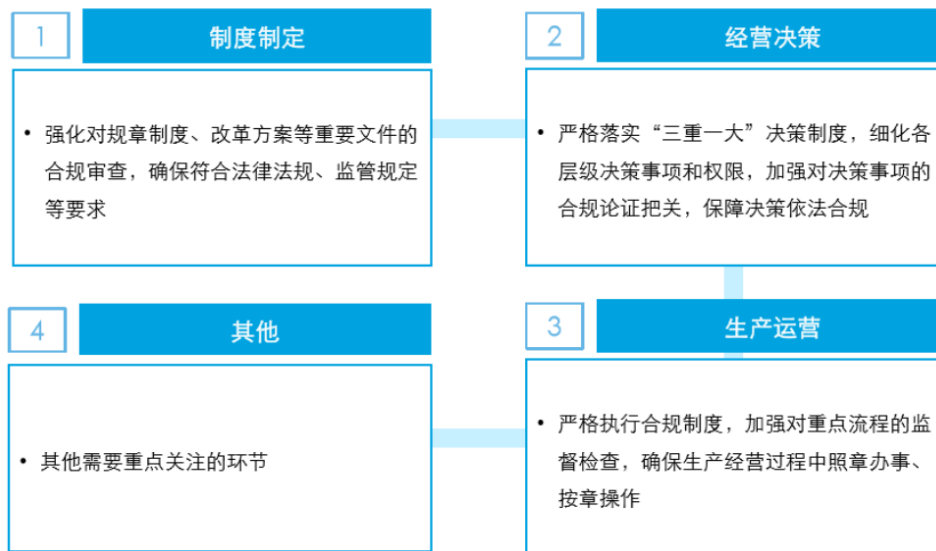 1
制度制定
• 强化对规章制度、改革方案等重要文件的
合规审查，确保符合法律法规、监管规定
等要求
2
经营决策
• 严格落实“三重一大”决策制度，细化各
层级决策事项和权限，加强对决策事项的
合规论证把关，保障决策依法合规
3
生产运营
• 严格执行合规制度，加强对重点流程的监
督检查，确保生产经营过程中照章办事、
按章操作
4
其他
• 其他需要重点关注的环节